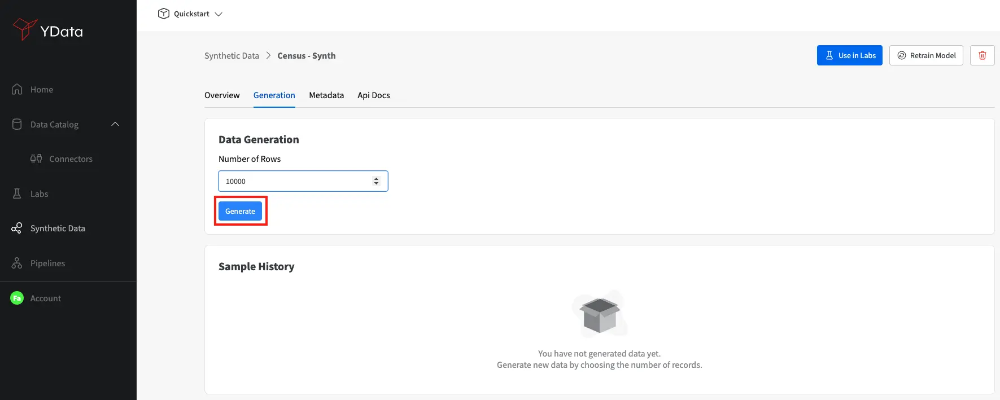 YData
Quickstart
Synthetic Data > Census - Synth
Use in Labs
Retrain Model
Home
Data Catalog
Connectors
Labs
Synthetic Data
Pipelines
Fa
Account
Overview
Generation
Metadata
Api Docs
Data Generation
Number of Rows
10000
Generate
Sample History
You have not generated data yet.
Generate new data by choosing the number of records.